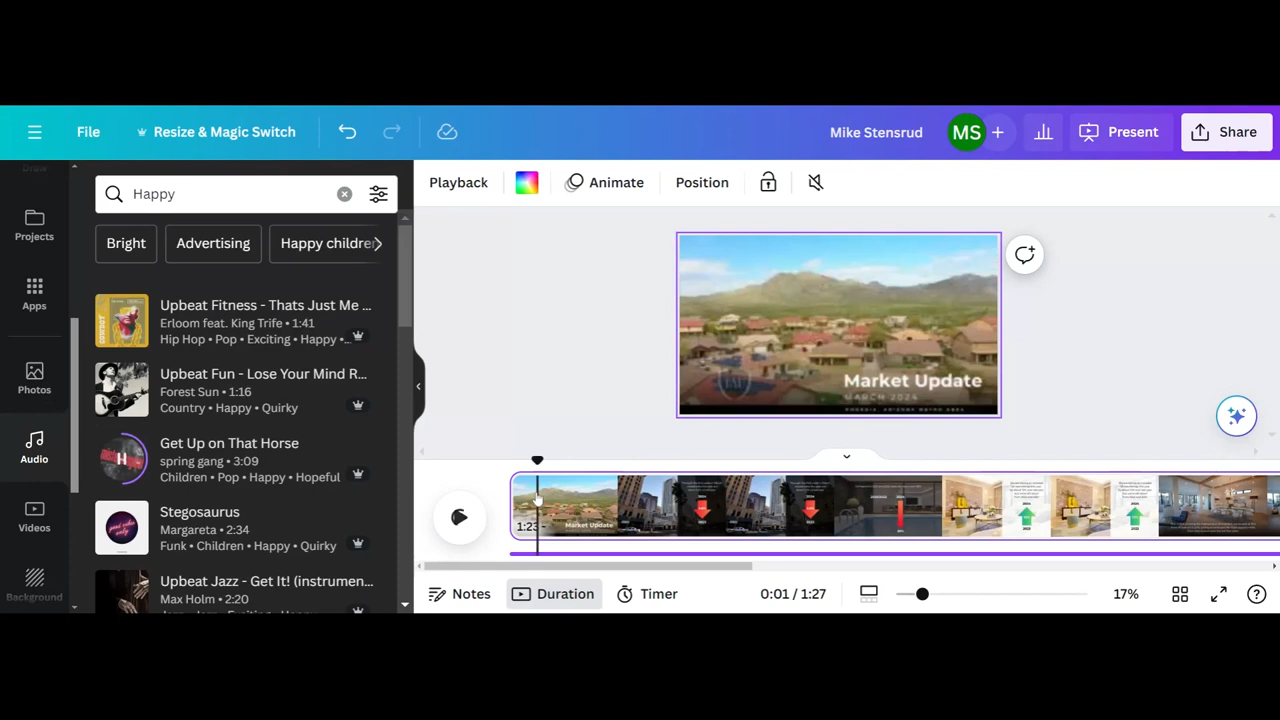 File
Resize & Magic Switch
Mike Stensrud
MS
Present
Share
Draw
Projects
Apps
Photos
Audio
Videos
Background
Happy
Bright
Advertising
Happy childre
Upbeat Fitness - Thats Just Me ...
Erloom feat. King Trife • 1:41
Hip Hop • Pop • Exciting • Happy •...
Upbeat Fun - Lose Your Mind R...
Forest Sun • 1:16
Country • Happy • Quirky
H
Get Up on That Horse
spring gang • 3:09
Children • Pop • Happy • Hopeful
Stegosaurus
Margareta • 2:34
Funk • Children • Happy • Quirky
Upbeat Jazz - Get It! (instrumen...
Max Holm • 2:20
Playback
Animate
Position
Market Update
MARCH 2024
1:23
Market Update
Notes
Duration
Timer
0:01 / 1:27
17%